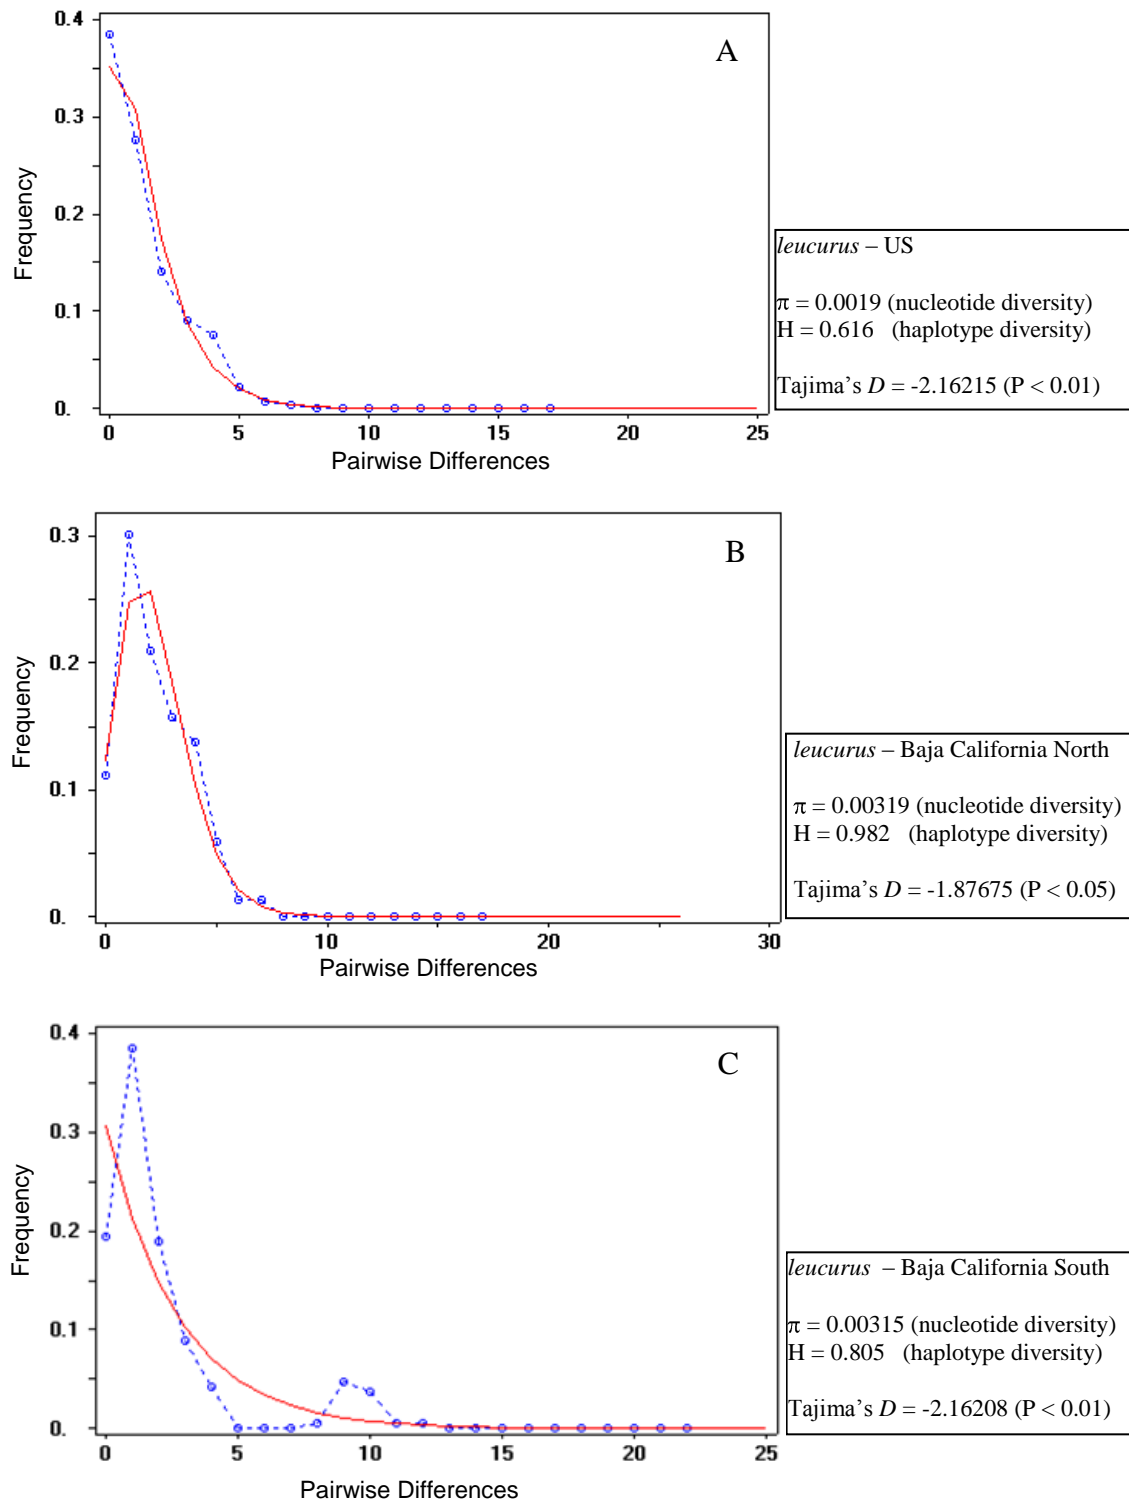 0.4
0.3
0.2
0.1
0.
Frequency
A
0 5 10 15 20 25
Pairwise Differences
leucurus – US
π = 0.0019 (nucleotide diversity)
H = 0.616 (haplotype diversity)
Tajima's D = -2.16215 (P < 0.01)
0.3
0.2
0.1
0.
Frequency
B
0 10 20 30
Pairwise Differences
leucurus – Baja California North
π = 0.00319 (nucleotide diversity)
H = 0.982 (haplotype diversity)
Tajima's D = -1.87675 (P < 0.05)
0.4
0.3
0.2
0.1
0.
Frequency
C
0 5 10 15 20 25
Pairwise Differences
leucurus – Baja California South
π = 0.00315 (nucleotide diversity)
H = 0.805 (haplotype diversity)
Tajima's D = -2.16208 (P < 0.01)